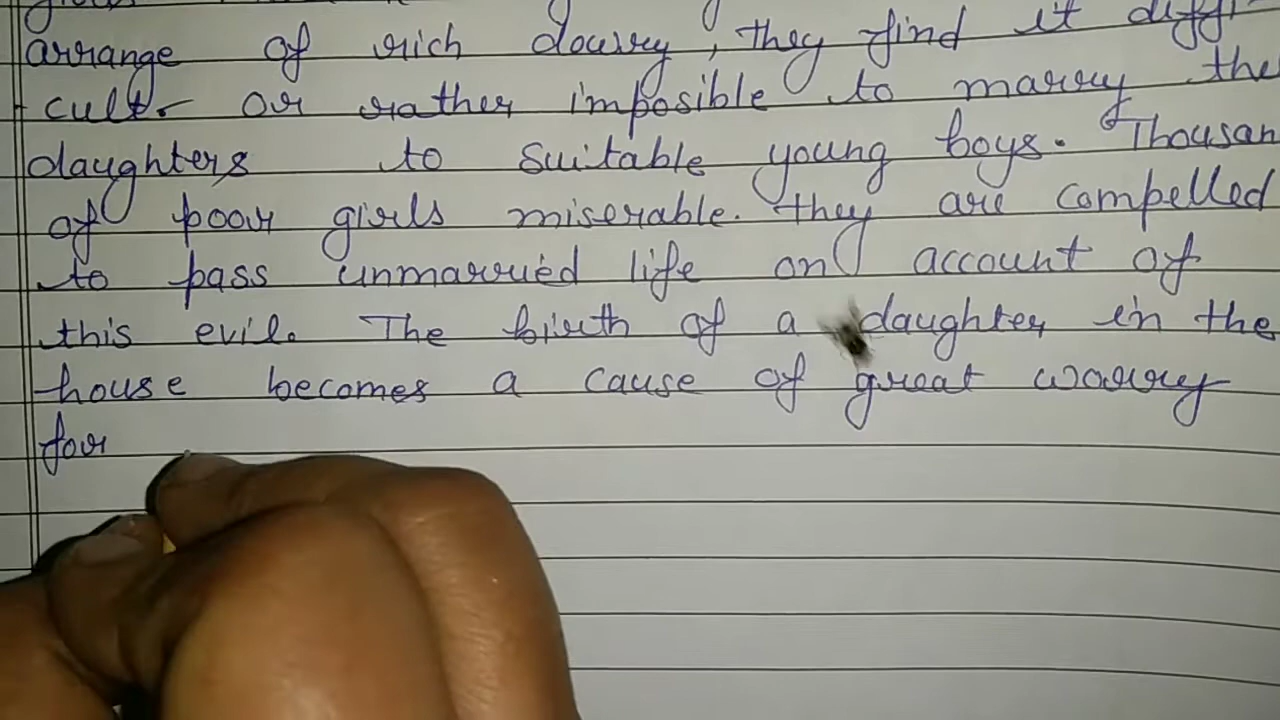 arrange of rich dowry, they find it diffi-
cult or rather imposible to marry the
daughters to suitable young boys. Thousan
of poor girls miserable. they are compelled
to pass unmarried life on account of
this evil. The birth of a daughter in the
house becomes a cause of great worry
for